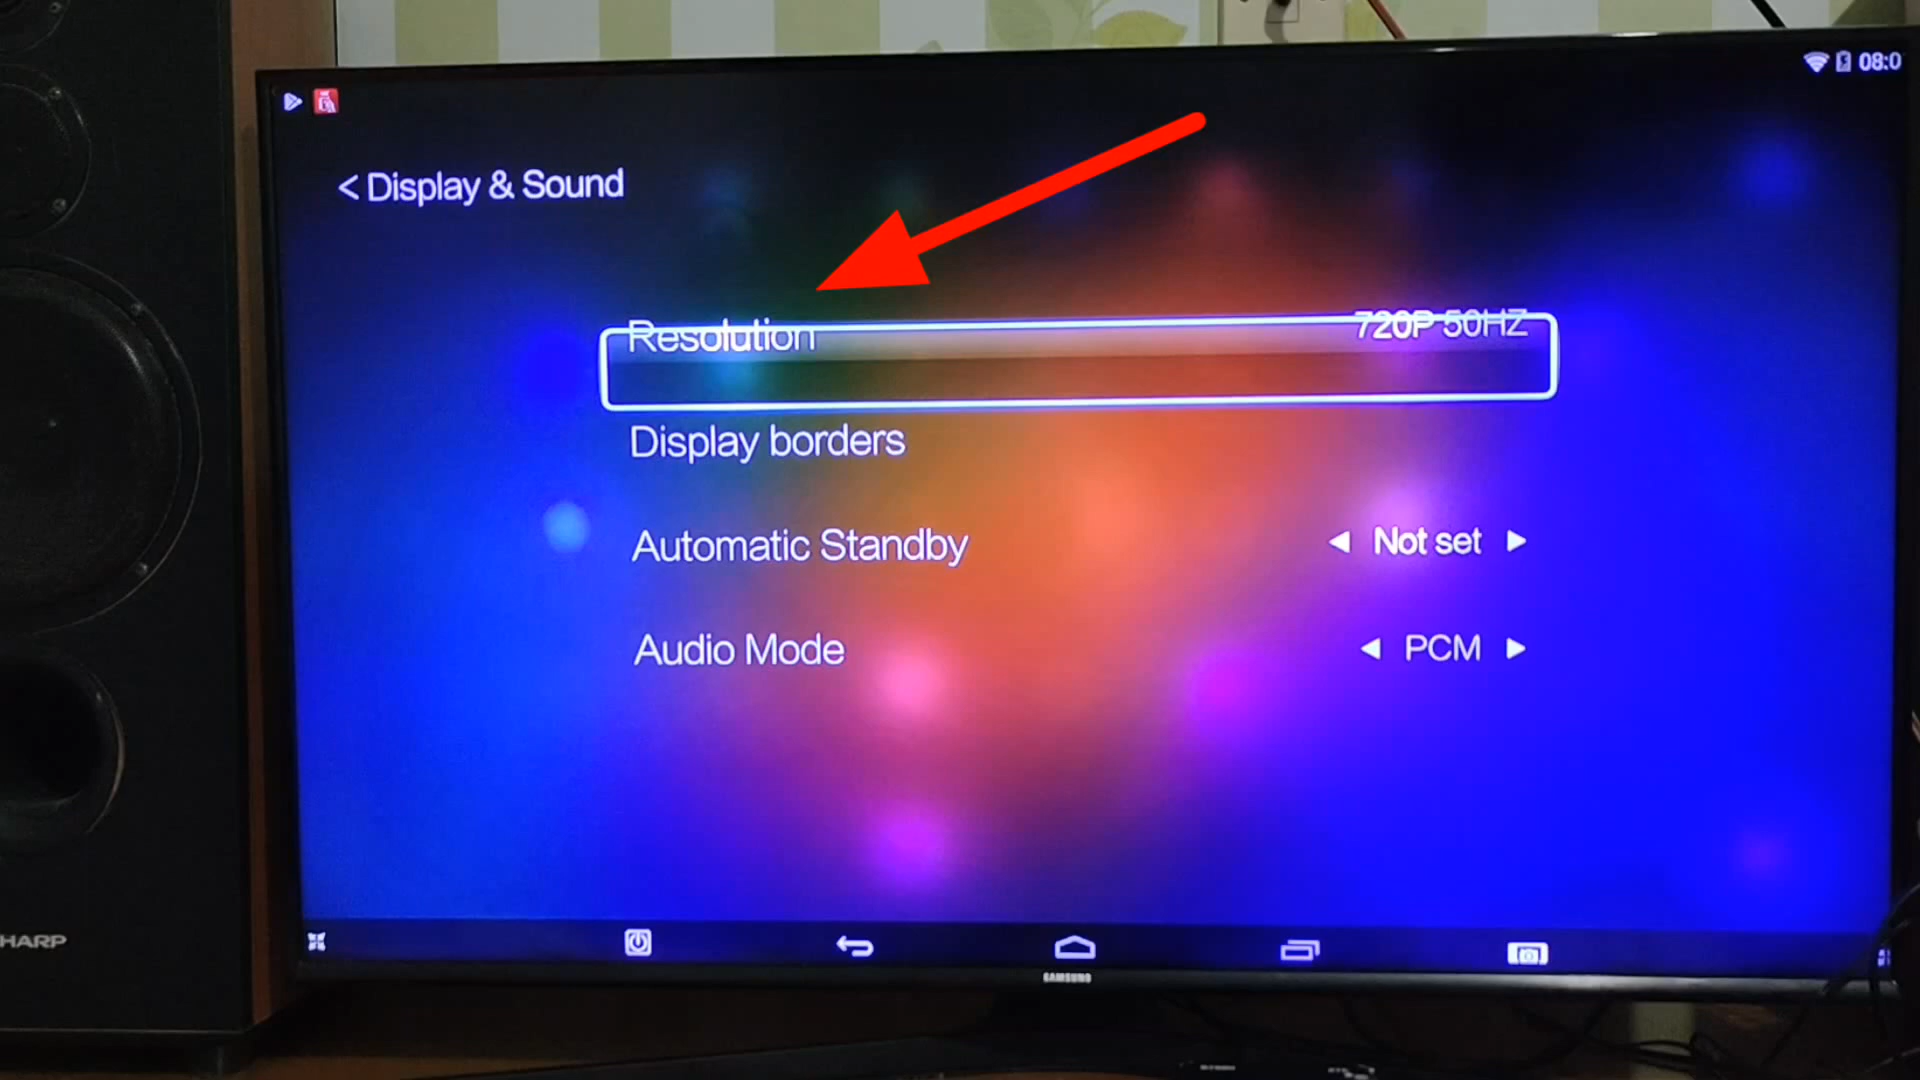 08:0
< Display & Sound
Resolution 720P 50HZ
Display borders
Automatic Standby Not set
Audio Mode PCM
HARP
SAMSUNG